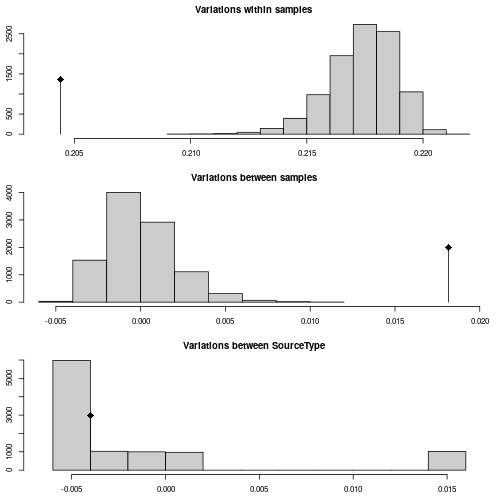 Variations within samples
2500
1500
500
0
0.205 0.210 0.215 0.220
Variations between samples
4000
3000
2000
1000
0
-0.005 0.000 0.005 0.010 0.015 0.020
Variations between SourceType
5000
3000
1000
0
-0.005 0.000 0.005 0.010 0.015